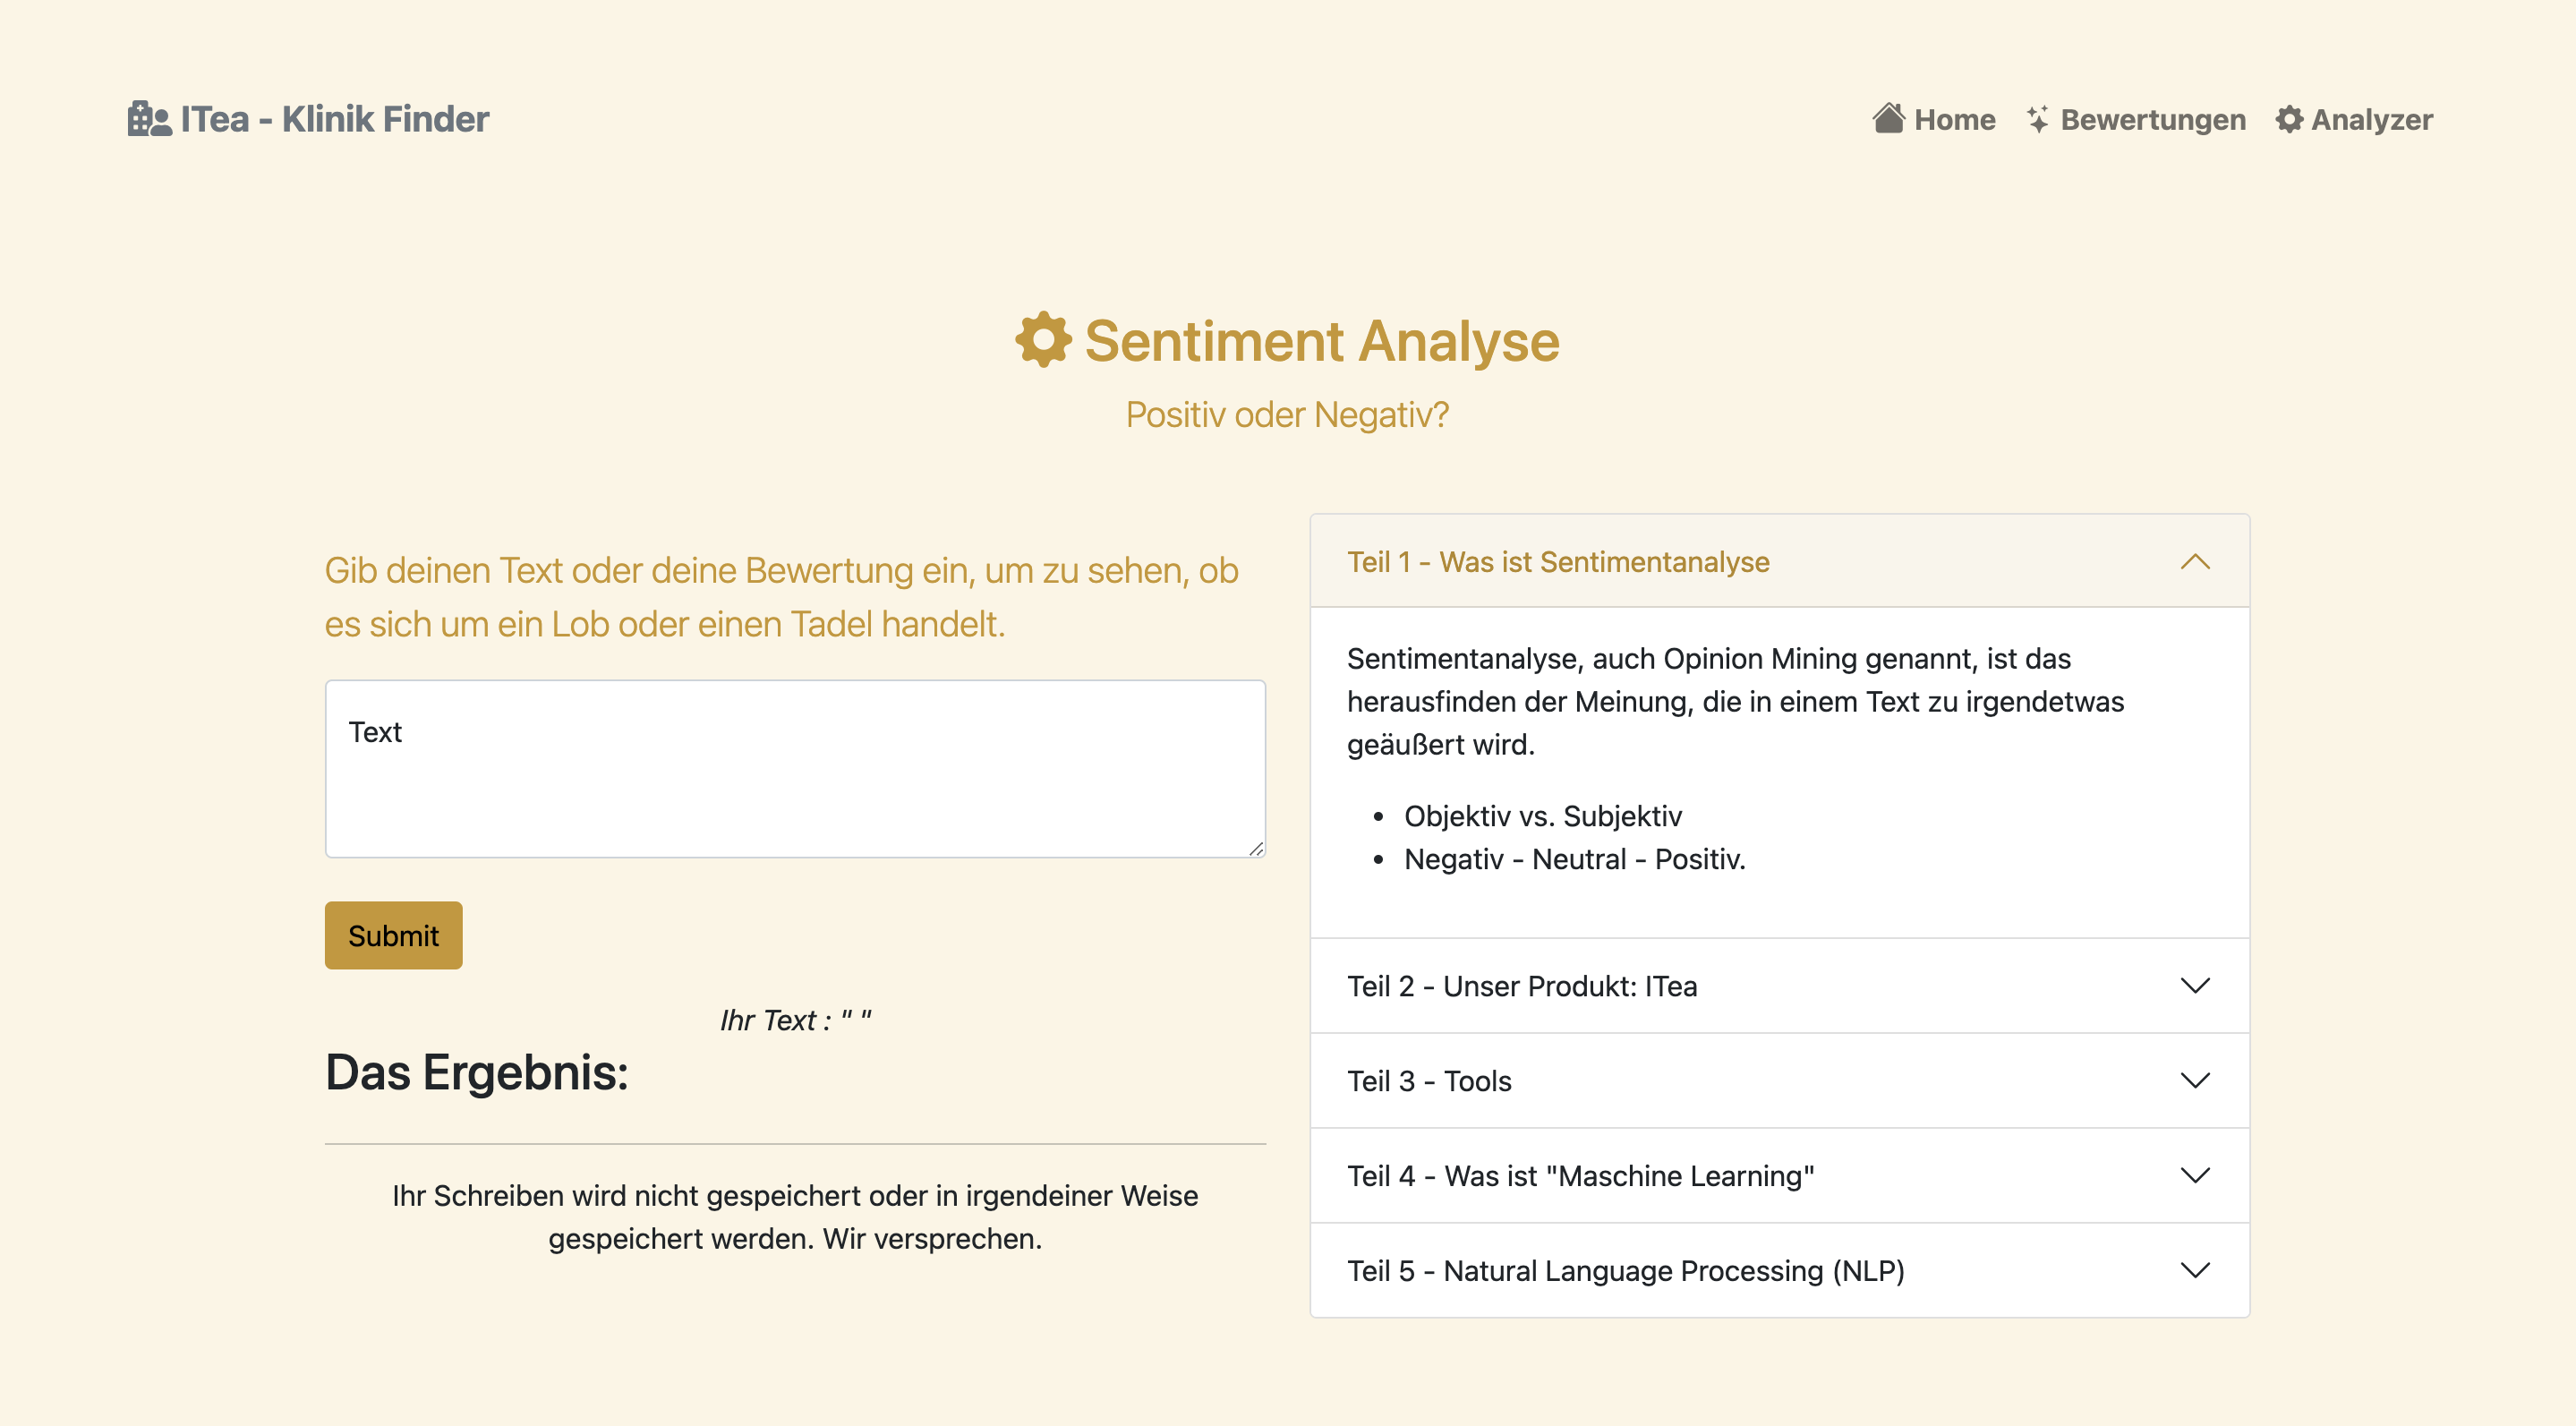 ITea - Klinik Finder
Home
Bewertungen
Analyzer
Sentiment Analyse
Positiv oder Negativ?
Gib deinen Text oder deine Bewertung ein, um zu sehen, ob
es sich um ein Lob oder einen Tadel handelt.
Text
Submit
Ihr Text : " "
Das Ergebnis:
Ihr Schreiben wird nicht gespeichert oder in irgendeiner Weise
gespeichert werden. Wir versprechen.
Teil 1 - Was ist Sentimentanalyse
Sentimentanalyse, auch Opinion Mining genannt, ist das
herausfinden der Meinung, die in einem Text zu irgendetwas
geäußert wird.
• Objektiv vs. Subjektiv
• Negativ - Neutral - Positiv.
Teil 2 - Unser Produkt: ITea
Teil 3 - Tools
Teil 4 - Was ist "Maschine Learning"
Teil 5 - Natural Language Processing (NLP)